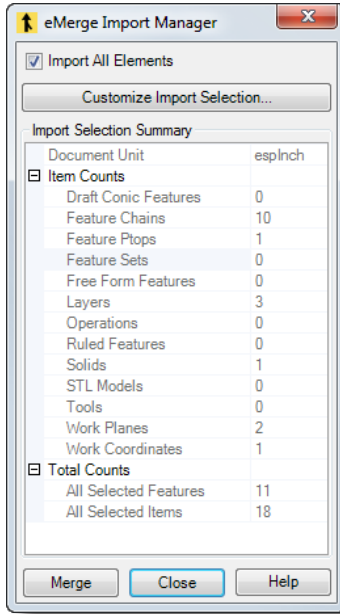 eMerge Import Manager
Import All Elements
Customize Import Selection...
Import Selection Summary
Document Unit espInch
Item Counts
Draft Conic Features 0
Feature Chains 10
Feature Ptops 1
Feature Sets 0
Free Form Features 0
Layers 3
Operations 0
Ruled Features 0
Solids 1
STL Models 0
Tools 0
Work Planes 2
Work Coordinates 1
Total Counts
All Selected Features 11
All Selected Items 18
Merge Close Help